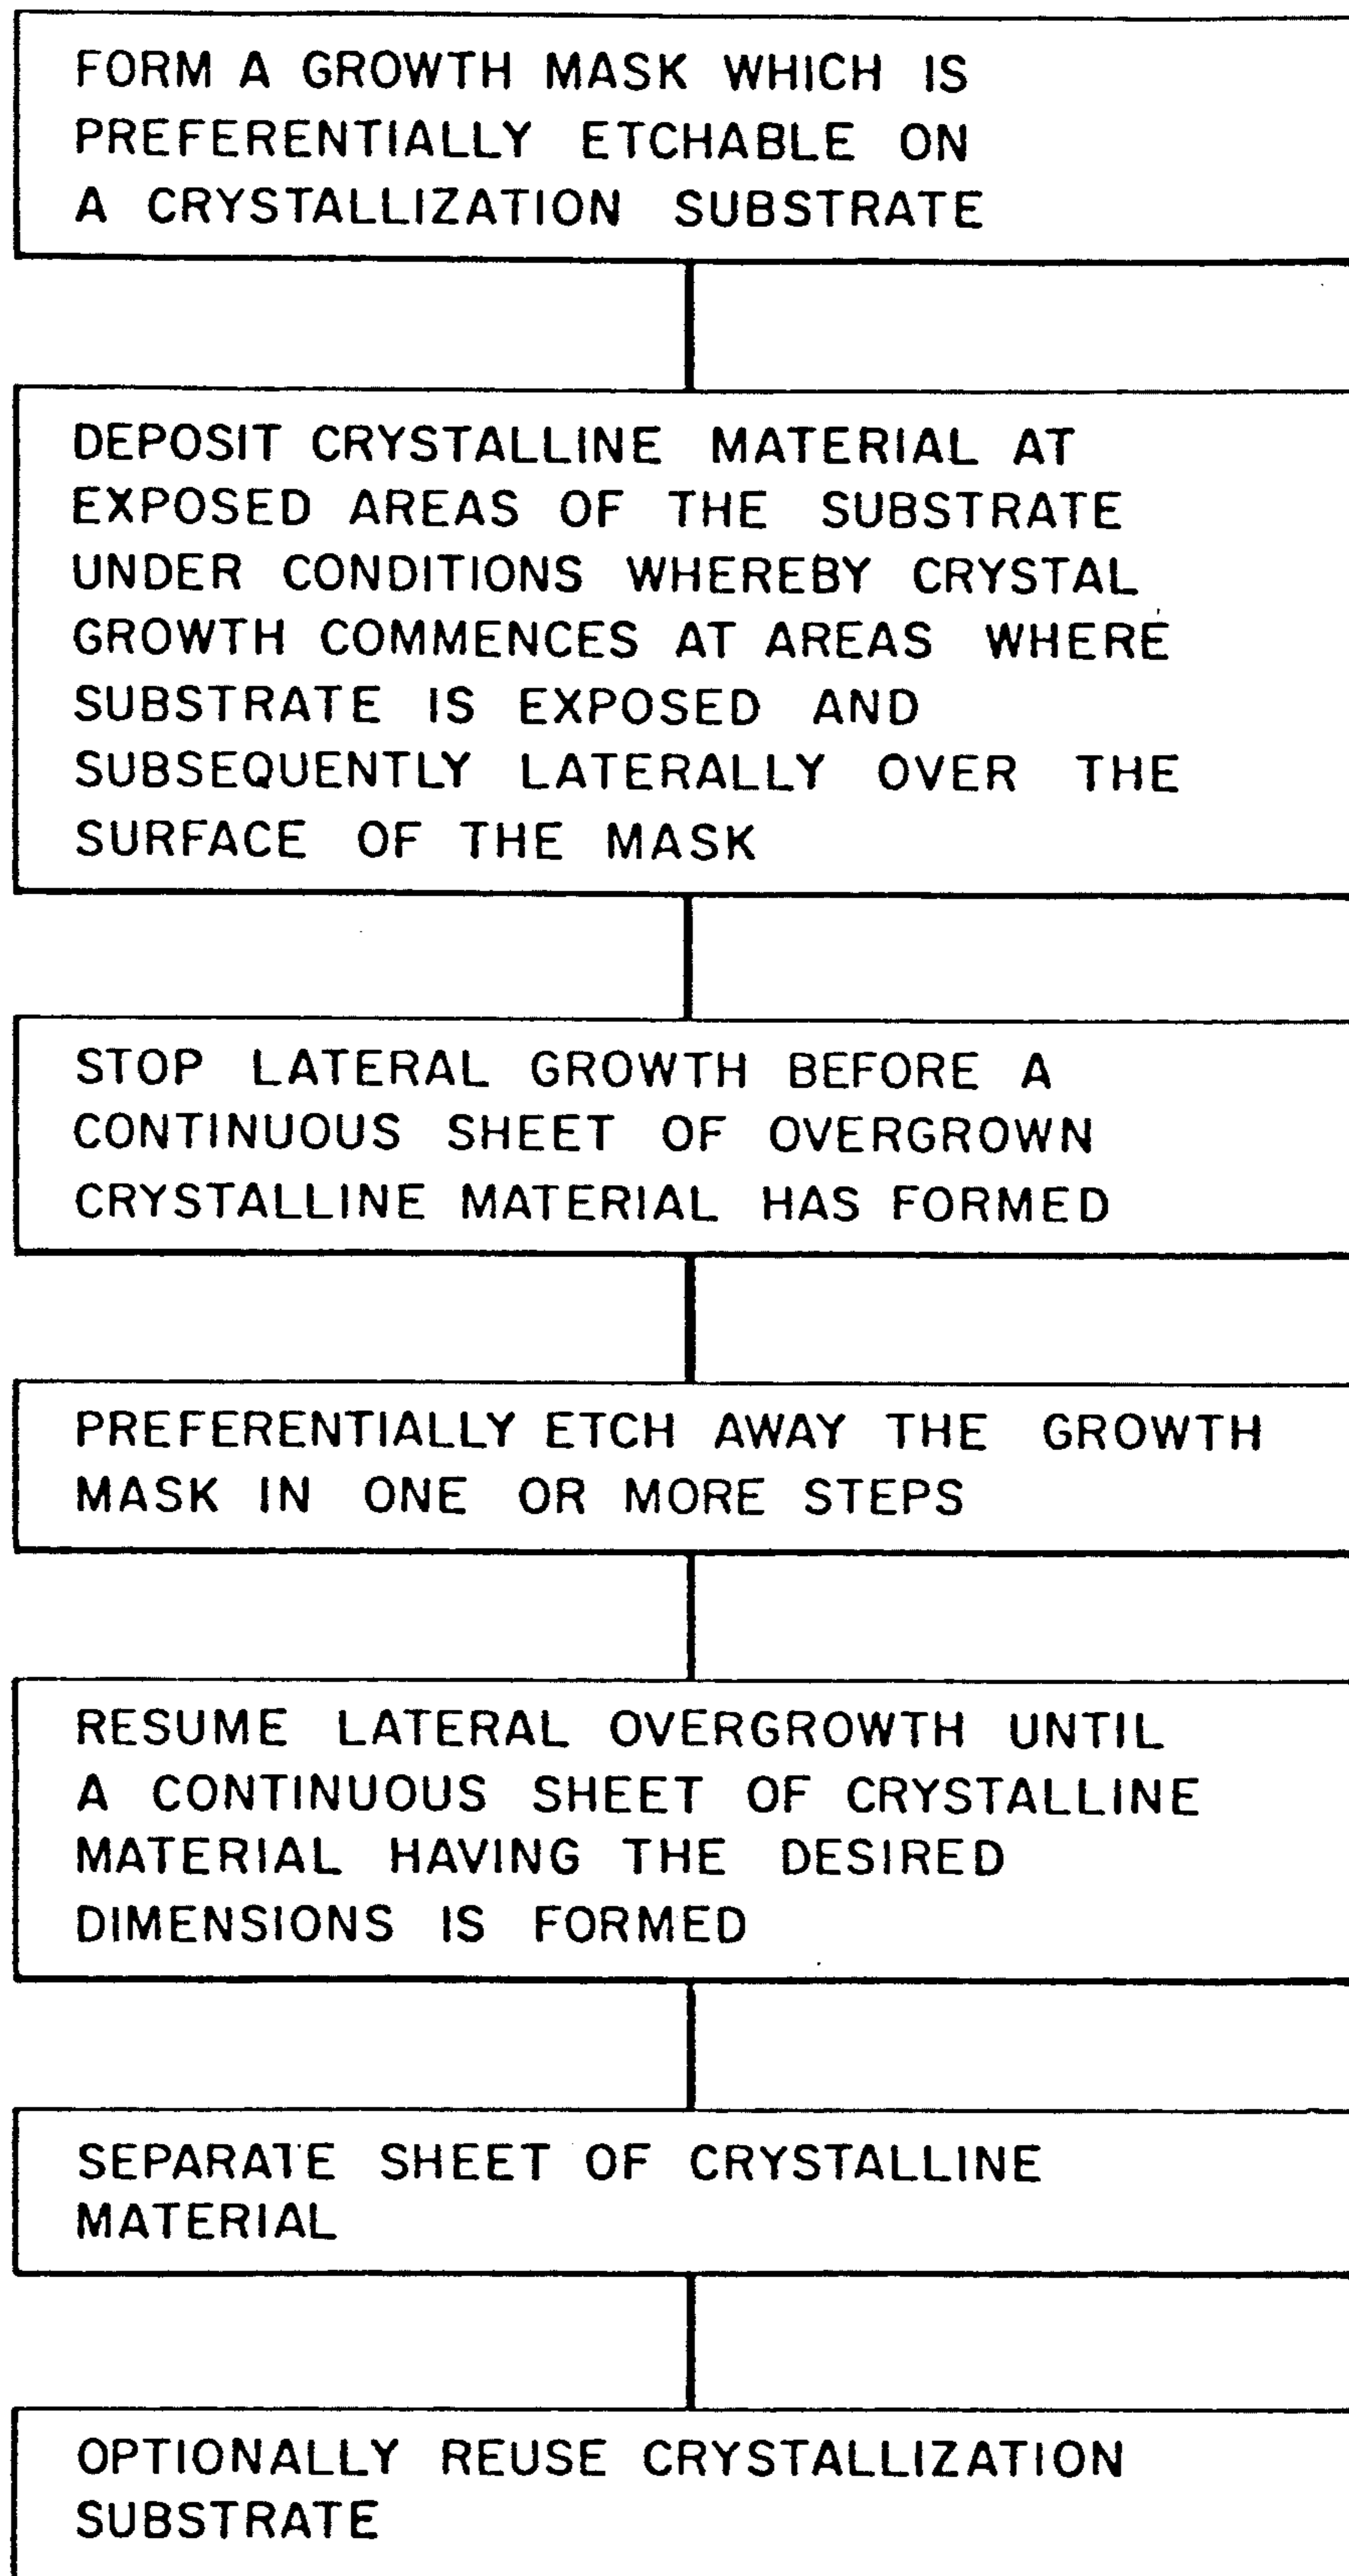 FORM A GROWTH MASK WHICH IS
PREFERENTIALLY ETCHABLE ON
A CRYSTALLIZATION SUBSTRATE
DEPOSIT CRYSTALLINE MATERIAL AT
EXPOSED AREAS OF THE SUBSTRATE
UNDER CONDITIONS WHEREBY CRYSTAL
GROWTH COMMENCES AT AREAS WHERE
SUBSTRATE IS EXPOSED AND
SUBSEQUENTLY LATERALLY OVER THE
SURFACE OF THE MASK
STOP LATERAL GROWTH BEFORE A
CONTINUOUS SHEET OF OVERGROWN
CRYSTALLINE MATERIAL HAS FORMED
PREFERENTIALLY ETCH AWAY THE GROWTH
MASK IN ONE OR MORE STEPS
RESUME LATERAL OVERGROWTH UNTIL
A CONTINUOUS SHEET OF CRYSTALLINE
MATERIAL HAVING THE DESIRED
DIMENSIONS IS FORMED
SEPARATE SHEET OF CRYSTALLINE
MATERIAL
OPTIONALLY REUSE CRYSTALLIZATION
SUBSTRATE